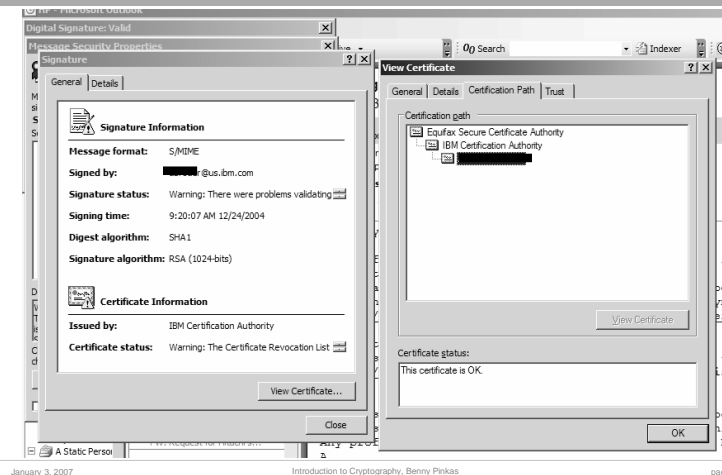 HP - Microsoft Outlook
Digital Signature: Valid
Message Security Properties
Signature
General Details
Signature Information
Message format: S/MIME
Signed by: r@us.ibm.com
Signature status: Warning: There were problems validating
Signing time: 9:20:07 AM 12/24/2004
Digest algorithm: SHA1
Signature algorithm: RSA (1024-bits)
Certificate Information
Issued by: IBM Certification Authority
Certificate status: Warning: The Certificate Revocation List
View Certificate...
Close
A Static Person
Search
Indexer
View Certificate
General Details Certification Path Trust
Certification path
Equifax Secure Certificate Authority
IBM Certification Authority
View Certificate
Certificate status:
This certificate is OK.
OK
January 3, 2007
Introduction to Cryptography, Benny Pinkas